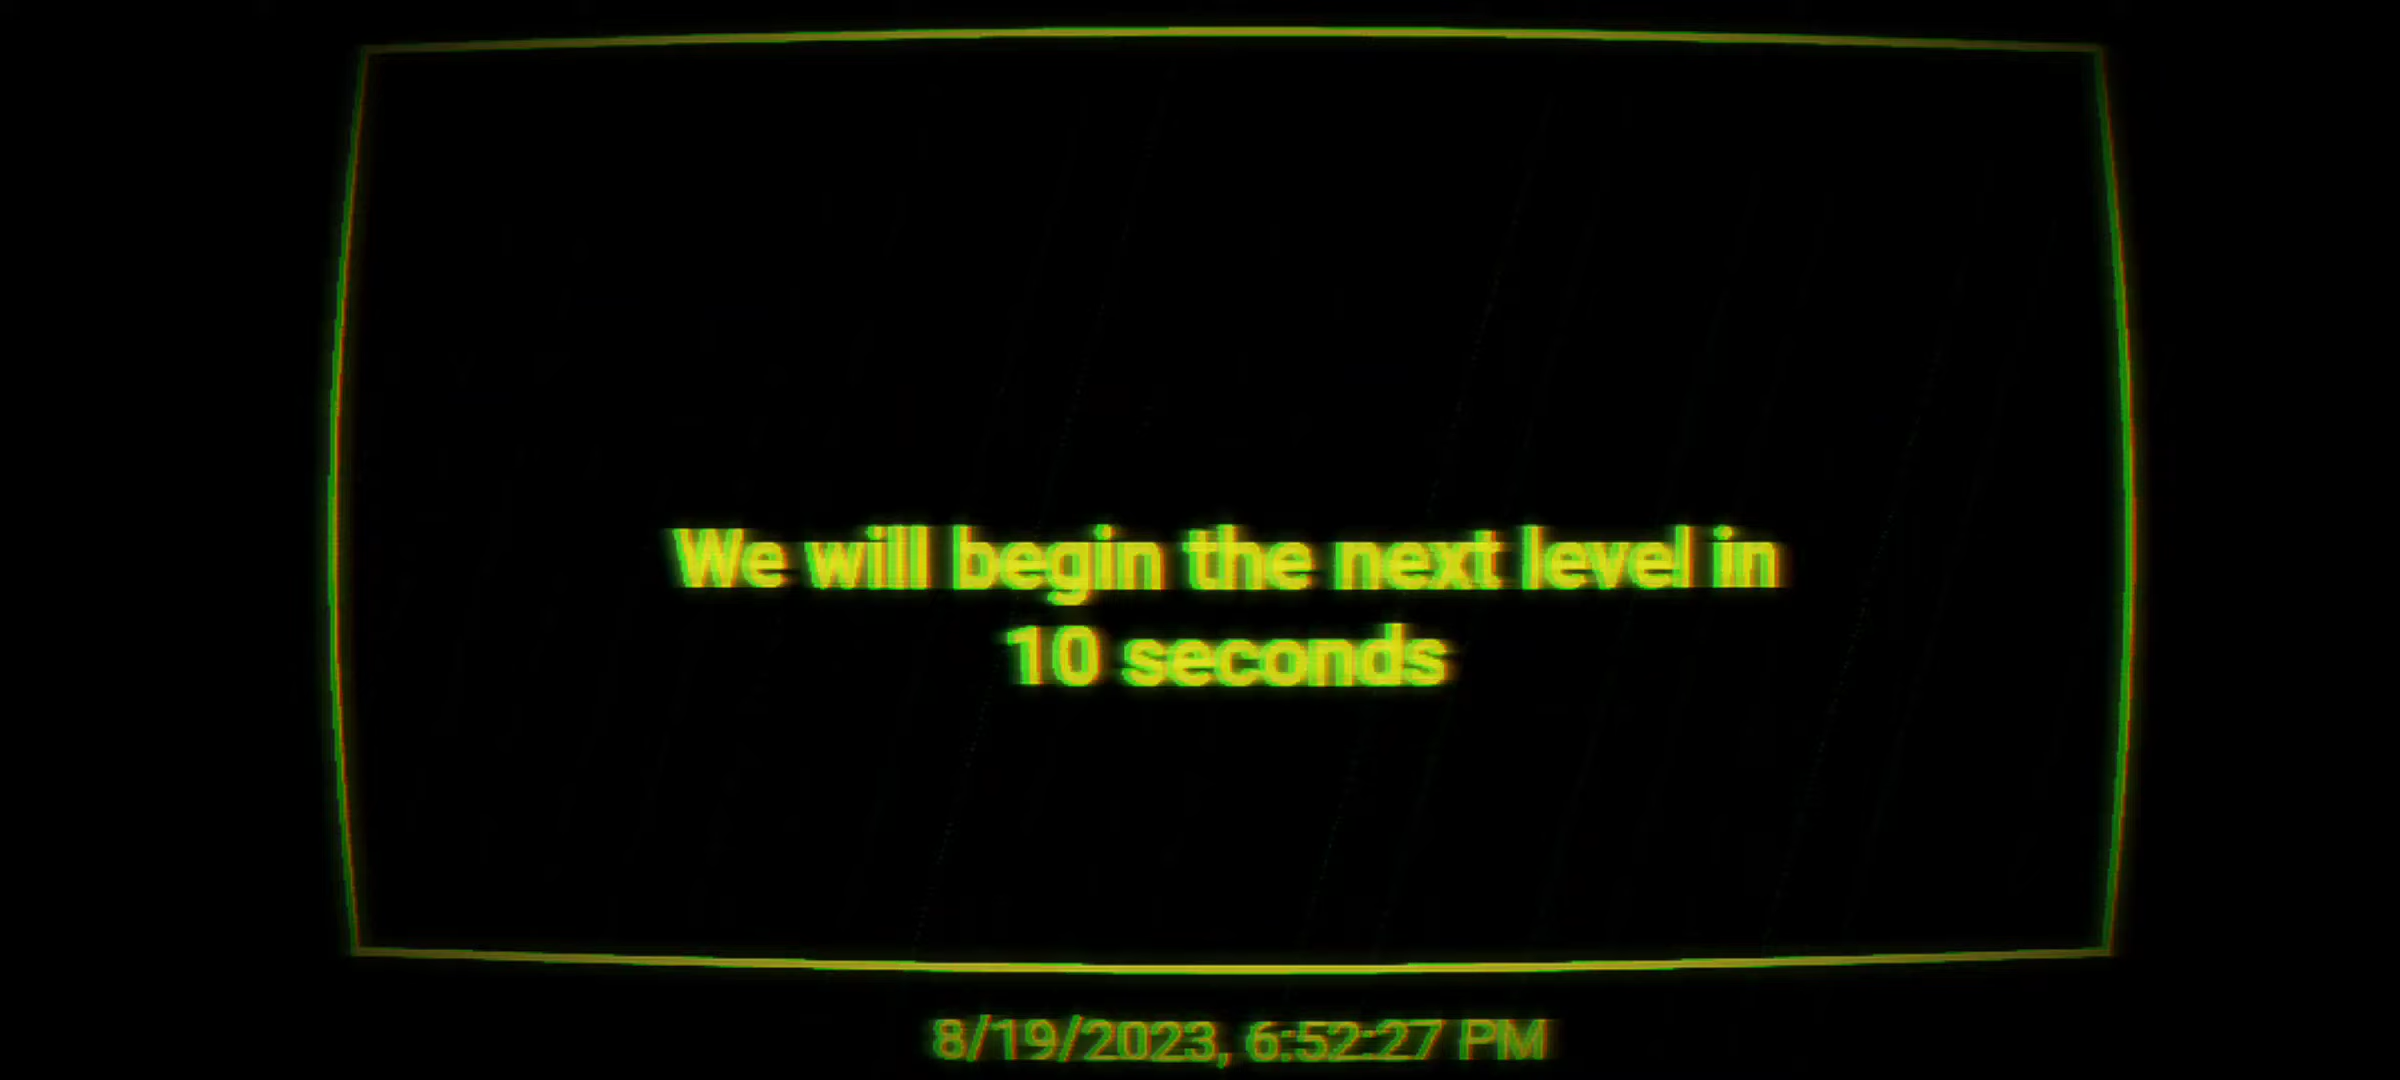 We will begin the next level in
10 seconds
8/19/2023, 6:52:27 PM